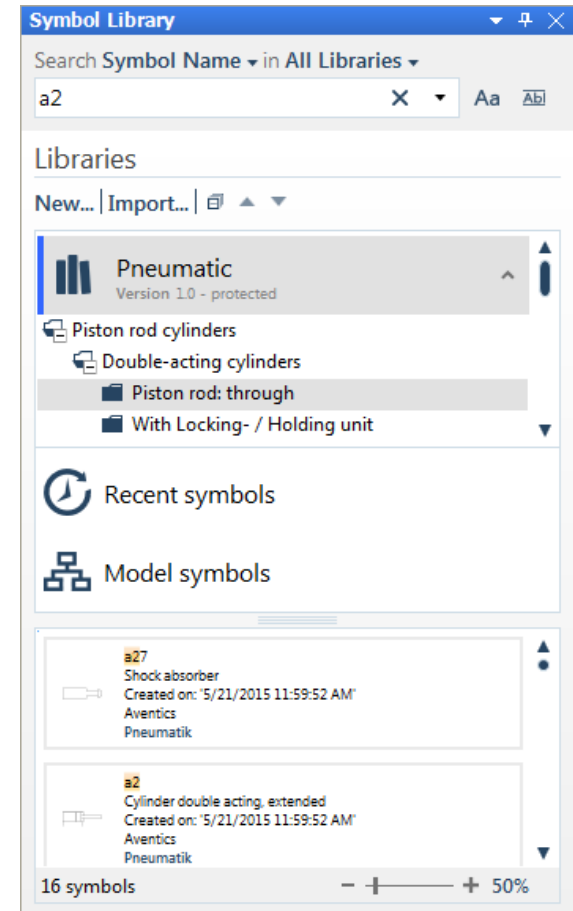 Symbol Library
Search Symbol Name in All Libraries
a2
Aa Abl
Libraries
New... Import...
Pneumatic
Version 1.0 - protected
Piston rod cylinders
Double-acting cylinders
Piston rod: through
With Locking- / Holding unit
Recent symbols
Model symbols
a27
Shock absorber
Created on: '5/21/2015 11:59:52 AM'
Aventics
Pneumatik
a2
Cylinder double acting, extended
Created on: '5/21/2015 11:59:52 AM'
Aventics
Pneumatik
16 symbols
50%